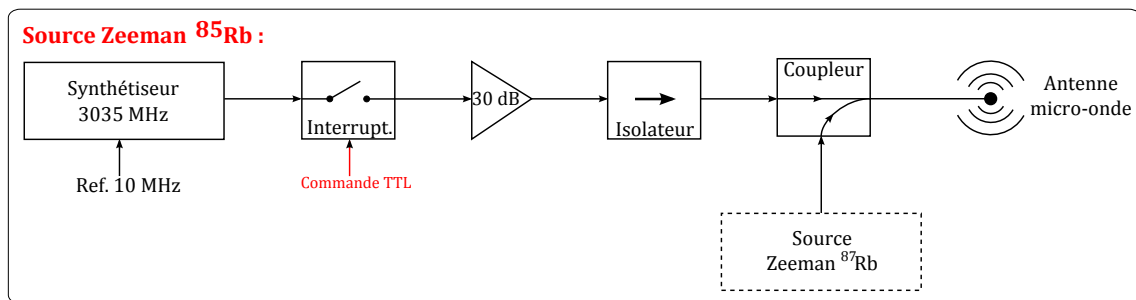 Source Zeeman ⁸⁵Rb :
Synthétiseur
3035 MHz
Ref. 10 MHz
Interrupt.
Commande TTL
30 dB
Isolateur
Coupleur
Source
Zeeman ⁸⁷Rb
Antenne
micro-onde